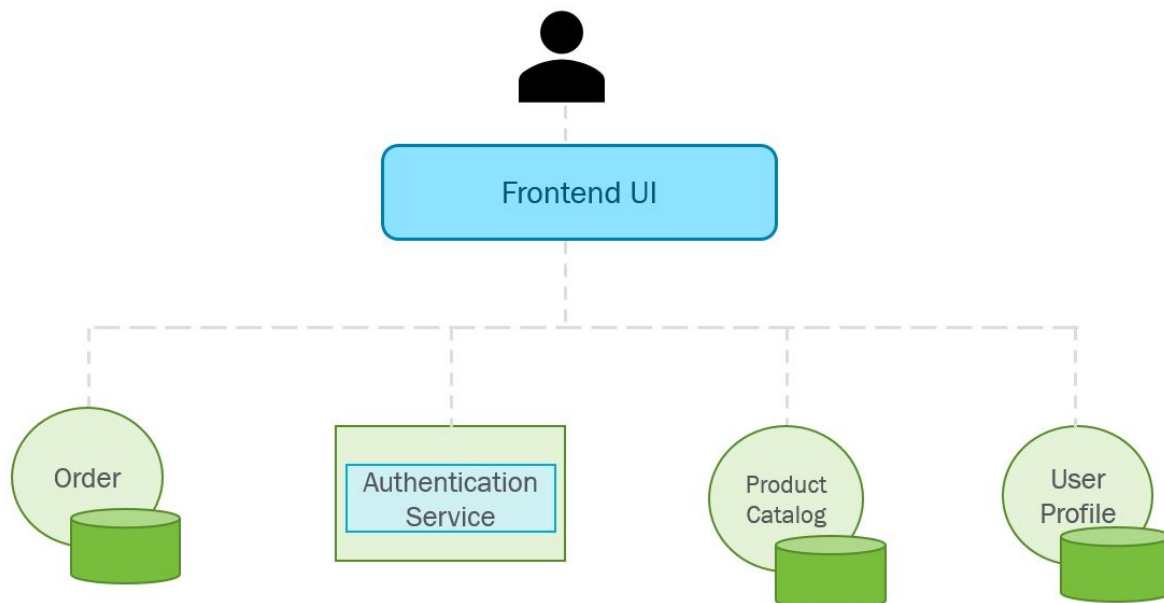 Frontend UI
Order
Authentication
Service
Product
Catalog
User
Profile